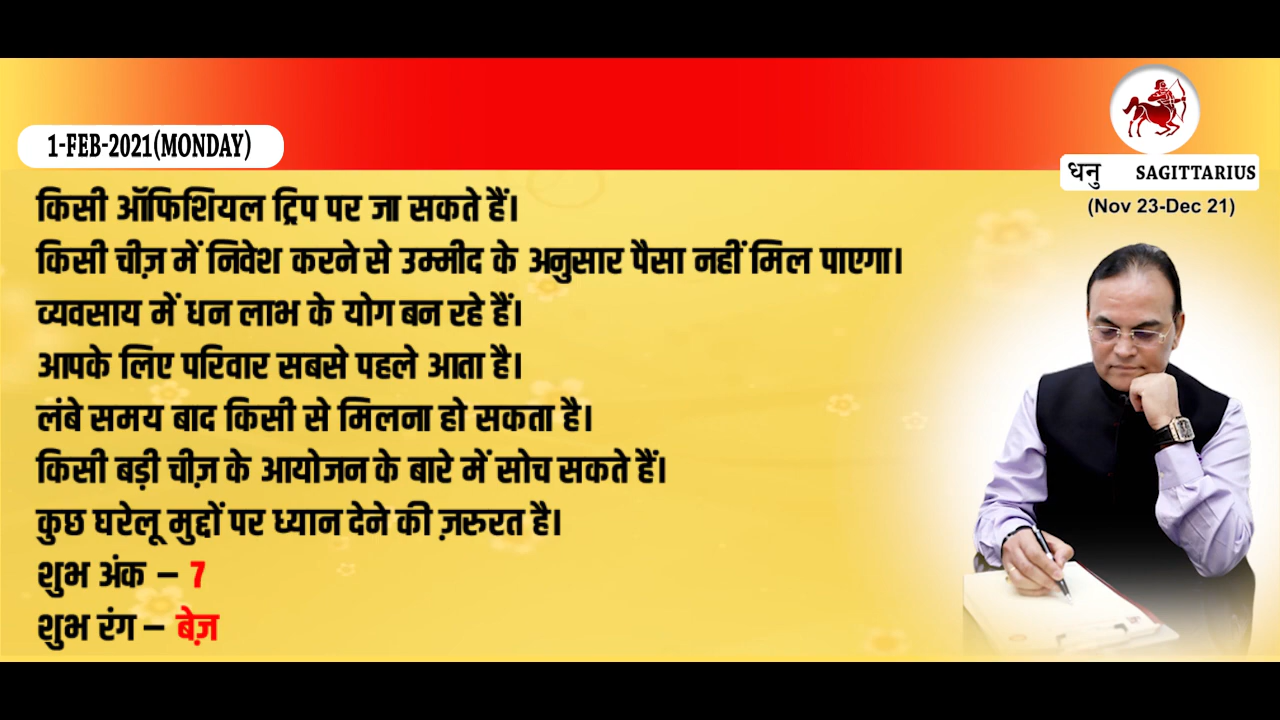 1-FEB-2021(MONDAY)
धनु SAGITTARIUS
(Nov 23-Dec 21)
किसी ऑफिशियल ट्रिप पर जा सकते हैं।
किसी चीज़ में निवेश करने से उम्मीद के अनुसार पैसा नहीं मिल पाएगा।
व्यवसाय में धन लाभ के योग बन रहे हैं।
आपके लिए परिवार सबसे पहले आता है।
लंबे समय बाद किसी से मिलना हो सकता है।
किसी बड़ी चीज़ के आयोजन के बारे में सोच सकते हैं।
कुछ घरेलू मुद्दों पर ध्यान देने की ज़रुरत है।
शुभ अंक – 7
शुभ रंग – बेज़